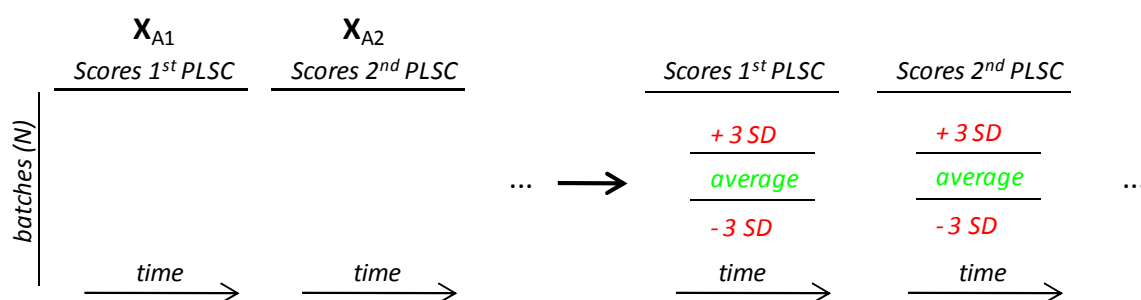 X_A1 X_A2
Scores 1st PLSC Scores 2nd PLSC Scores 1st PLSC Scores 2nd PLSC
batches (N)
+ 3 SD + 3 SD
... average average ...
- 3 SD - 3 SD
time time time time